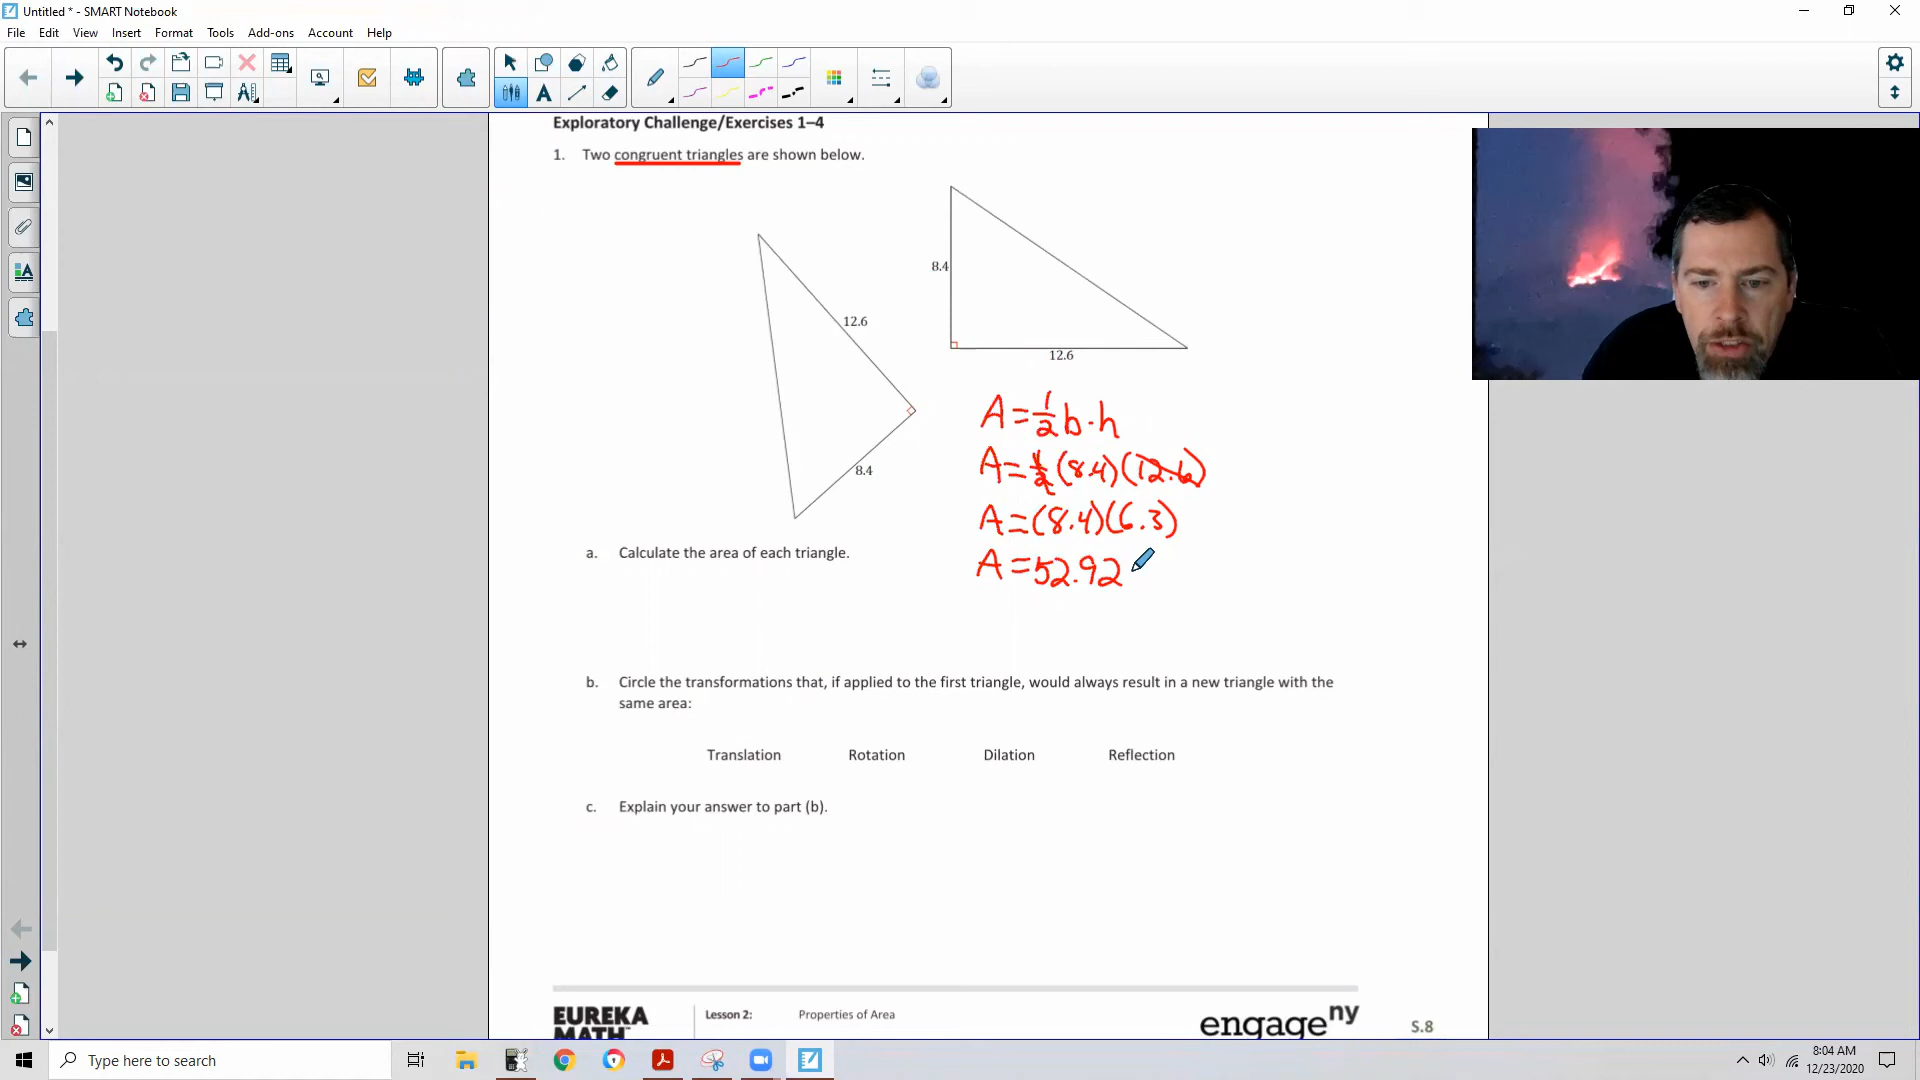 Untitled * - SMART Notebook
File Edit View Insert Format Tools Add-ons Account Help
Exploratory Challenge/Exercises 1–4
1. Two congruent triangles are shown below.
8.4
12.6
12.6
8.4
A = 1/2 b · h
A = 1/2 (8.4)(12.6)
A = (8.4)(6.3)
A = 52.92
a. Calculate the area of each triangle.
b. Circle the transformations that, if applied to the first triangle, would always result in a new triangle with the
same area:
Translation Rotation Dilation Reflection
c. Explain your answer to part (b).
EUREKA
MATH™
Lesson 2: Properties of Area
engage ny
S.8
Type here to search
8:04 AM
12/23/2020